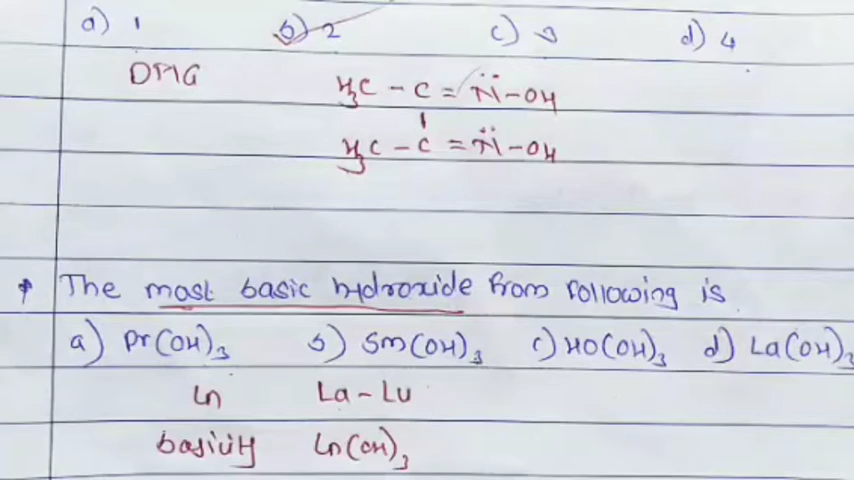 a) 1 b) 2 c) 3 d) 4
DMG H₃C - C = N̈ - OH
H₃C - C = N̈ - OH
* The most basic hydroxide from following is
a) Pr(OH)₃ b) Sm(OH)₃ c) HO(OH)₃ d) La(OH)₃
Ln La - Lu
basicity Ln(OH)₃